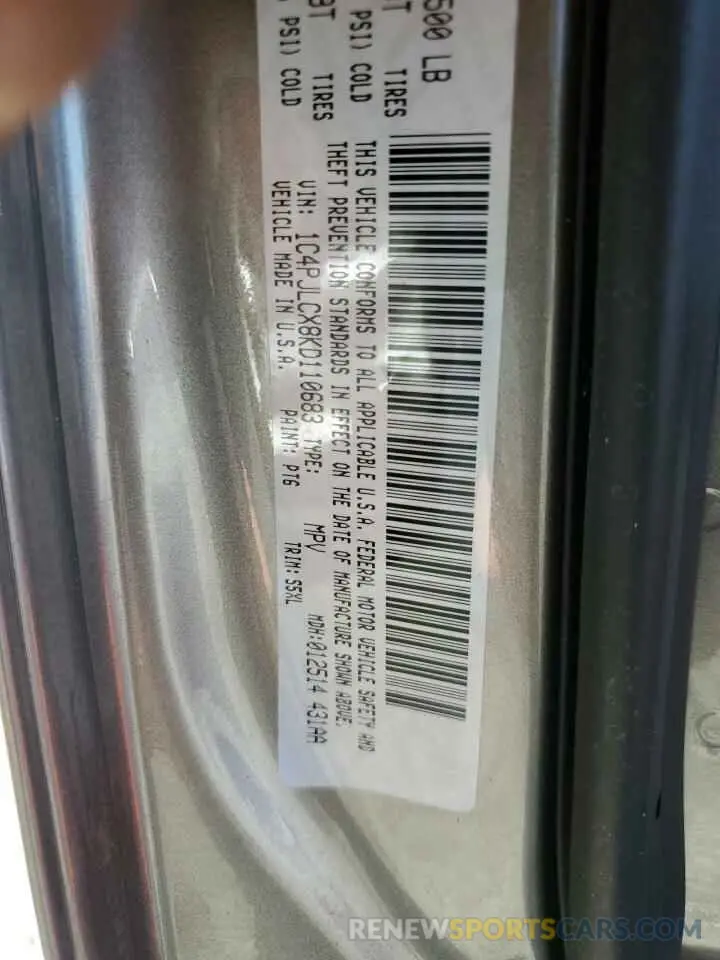 500 LB
T TIRES
PSI) COLD
BT TIRES
PSI) COLD
THIS VEHICLE CONFORMS TO ALL APPLICABLE U.S.A. FEDERAL MOTOR VEHICLE SAFETY AND
THEFT PREVENTION STANDARDS IN EFFECT ON THE DATE OF MANUFACTURE SHOWN ABOVE.
VIN: 1C4PJLCX8KD110683 TYPE: MPV MDH:012514 431AA
VEHICLE MADE IN U.S.A. PAINT: PT6 TRIM: S5XL
RENEWSPORTSCARS.COM